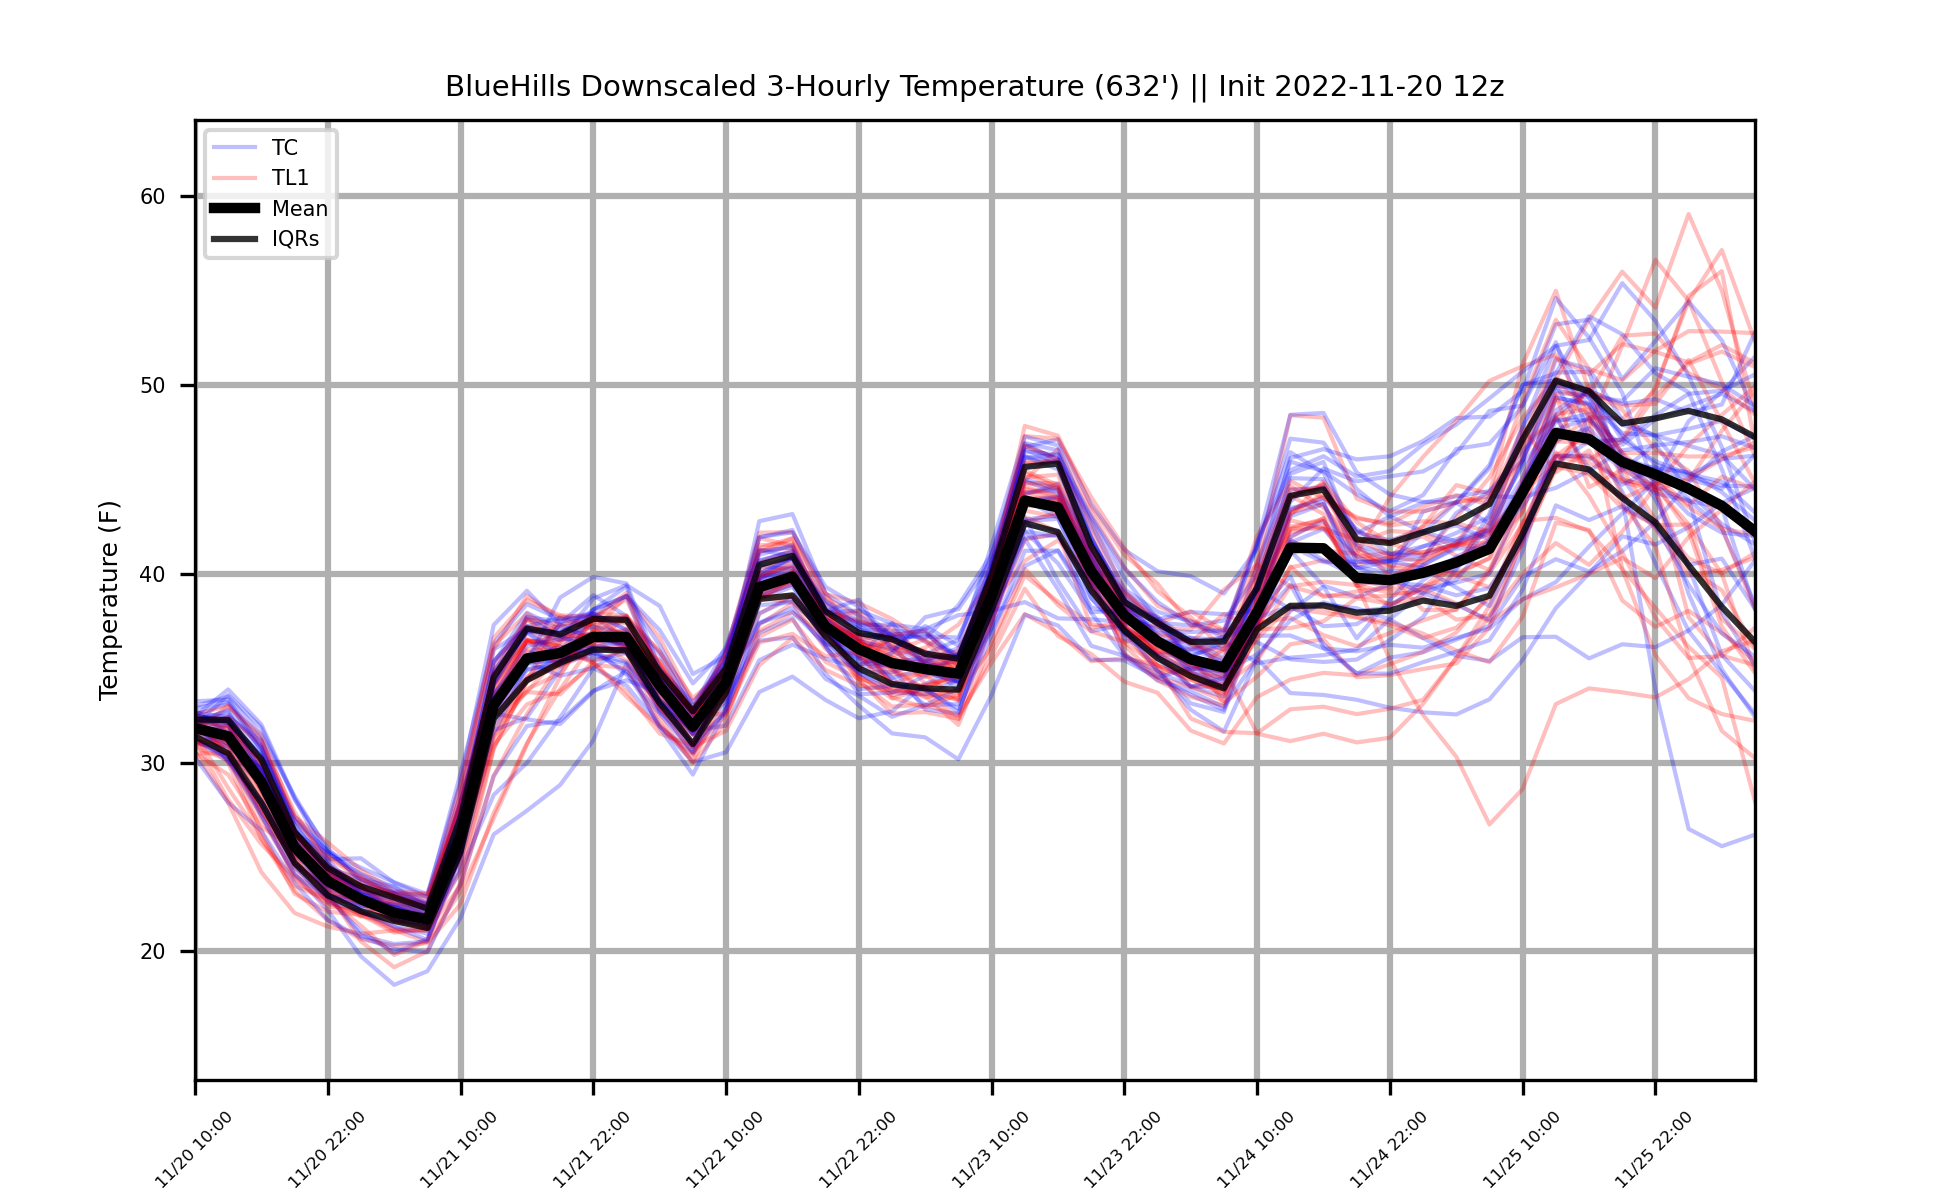 BlueHills Downscaled 3-Hourly Temperature (632') || Init 2022-11-20 12z
TC
TL1
Mean
IQRs
Temperature (F)
60
50
40
30
20
11/20 10:00
11/20 22:00
11/21 10:00
11/21 22:00
11/22 10:00
11/22 22:00
11/23 10:00
11/23 22:00
11/24 10:00
11/24 22:00
11/25 10:00
11/25 22:00